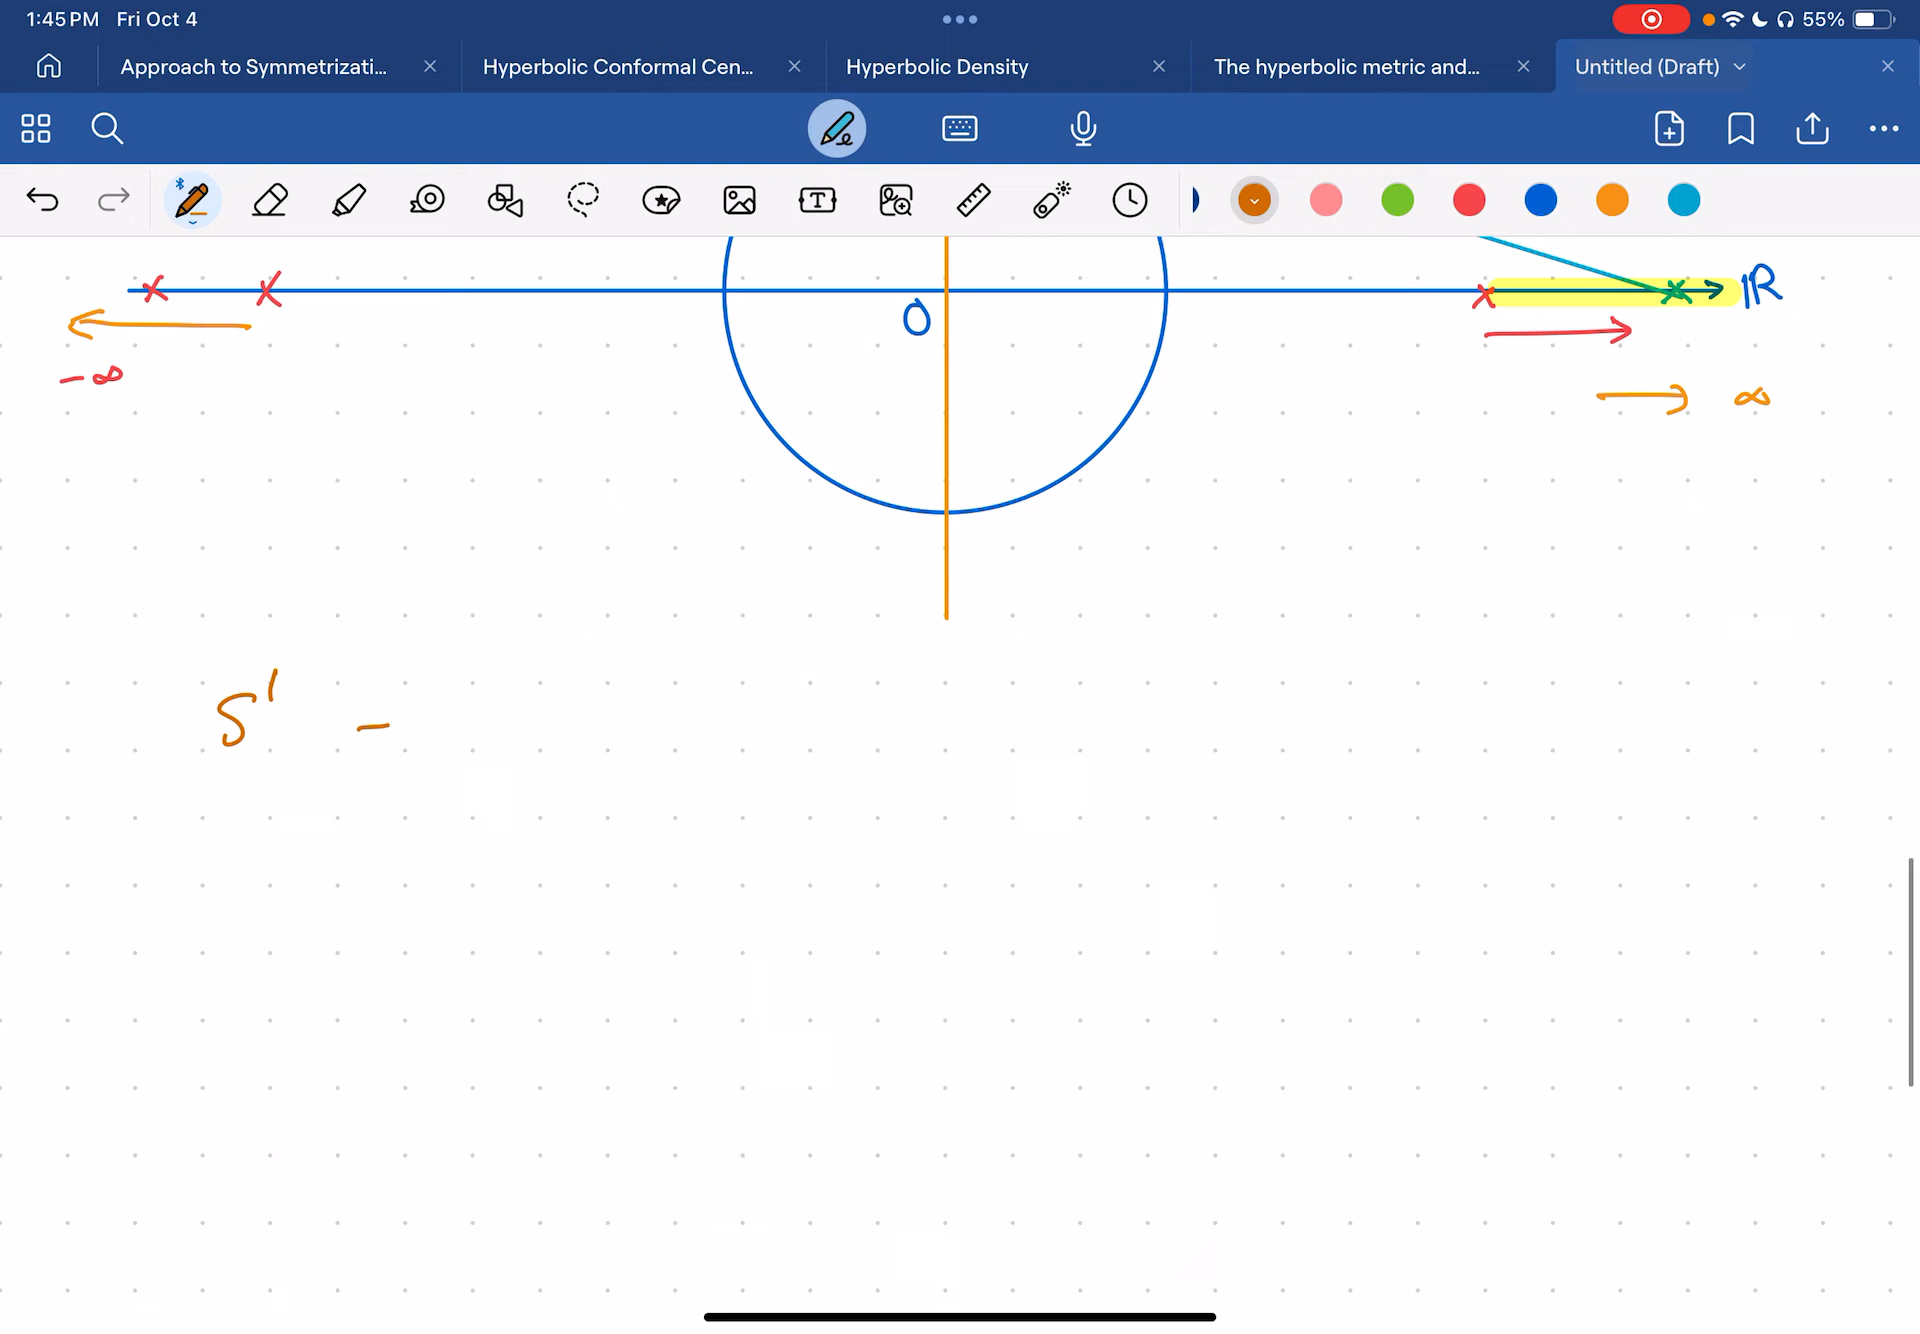 1:45 PM Fri Oct 4 55%
Approach to Symmetrizati... Hyperbolic Conformal Cen... Hyperbolic Density The hyperbolic metric and... Untitled (Draft)
T
0 ℝ
-∞ → ∞
S¹ -